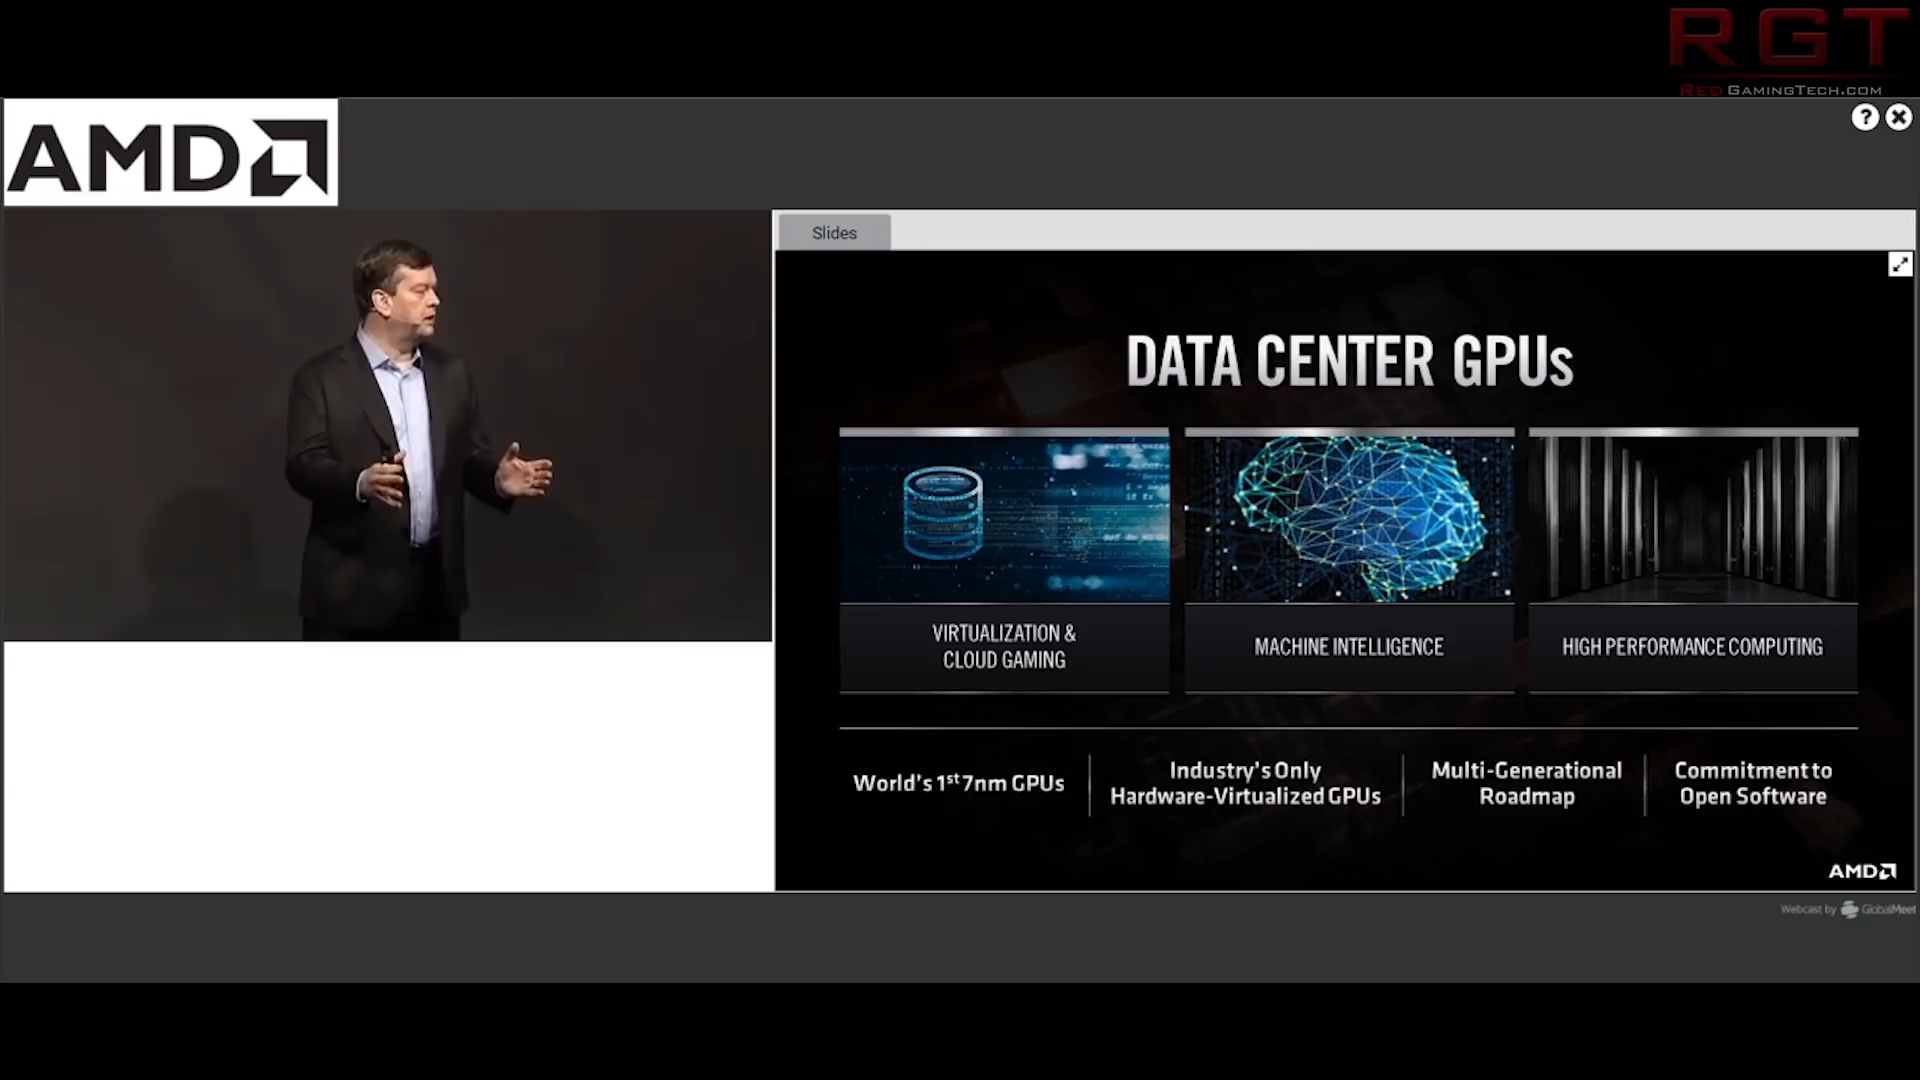 RGT
REDGAMINGTECH.COM
? 
AMD
Slides
DATA CENTER GPUs
VIRTUALIZATION &
CLOUD GAMING
MACHINE INTELLIGENCE
HIGH PERFORMANCE COMPUTING
World's 1st 7nm GPUs
Industry's Only
Hardware-Virtualized GPUs
Multi-Generational
Roadmap
Commitment to
Open Software
AMD
Webcast by GlobalMeet